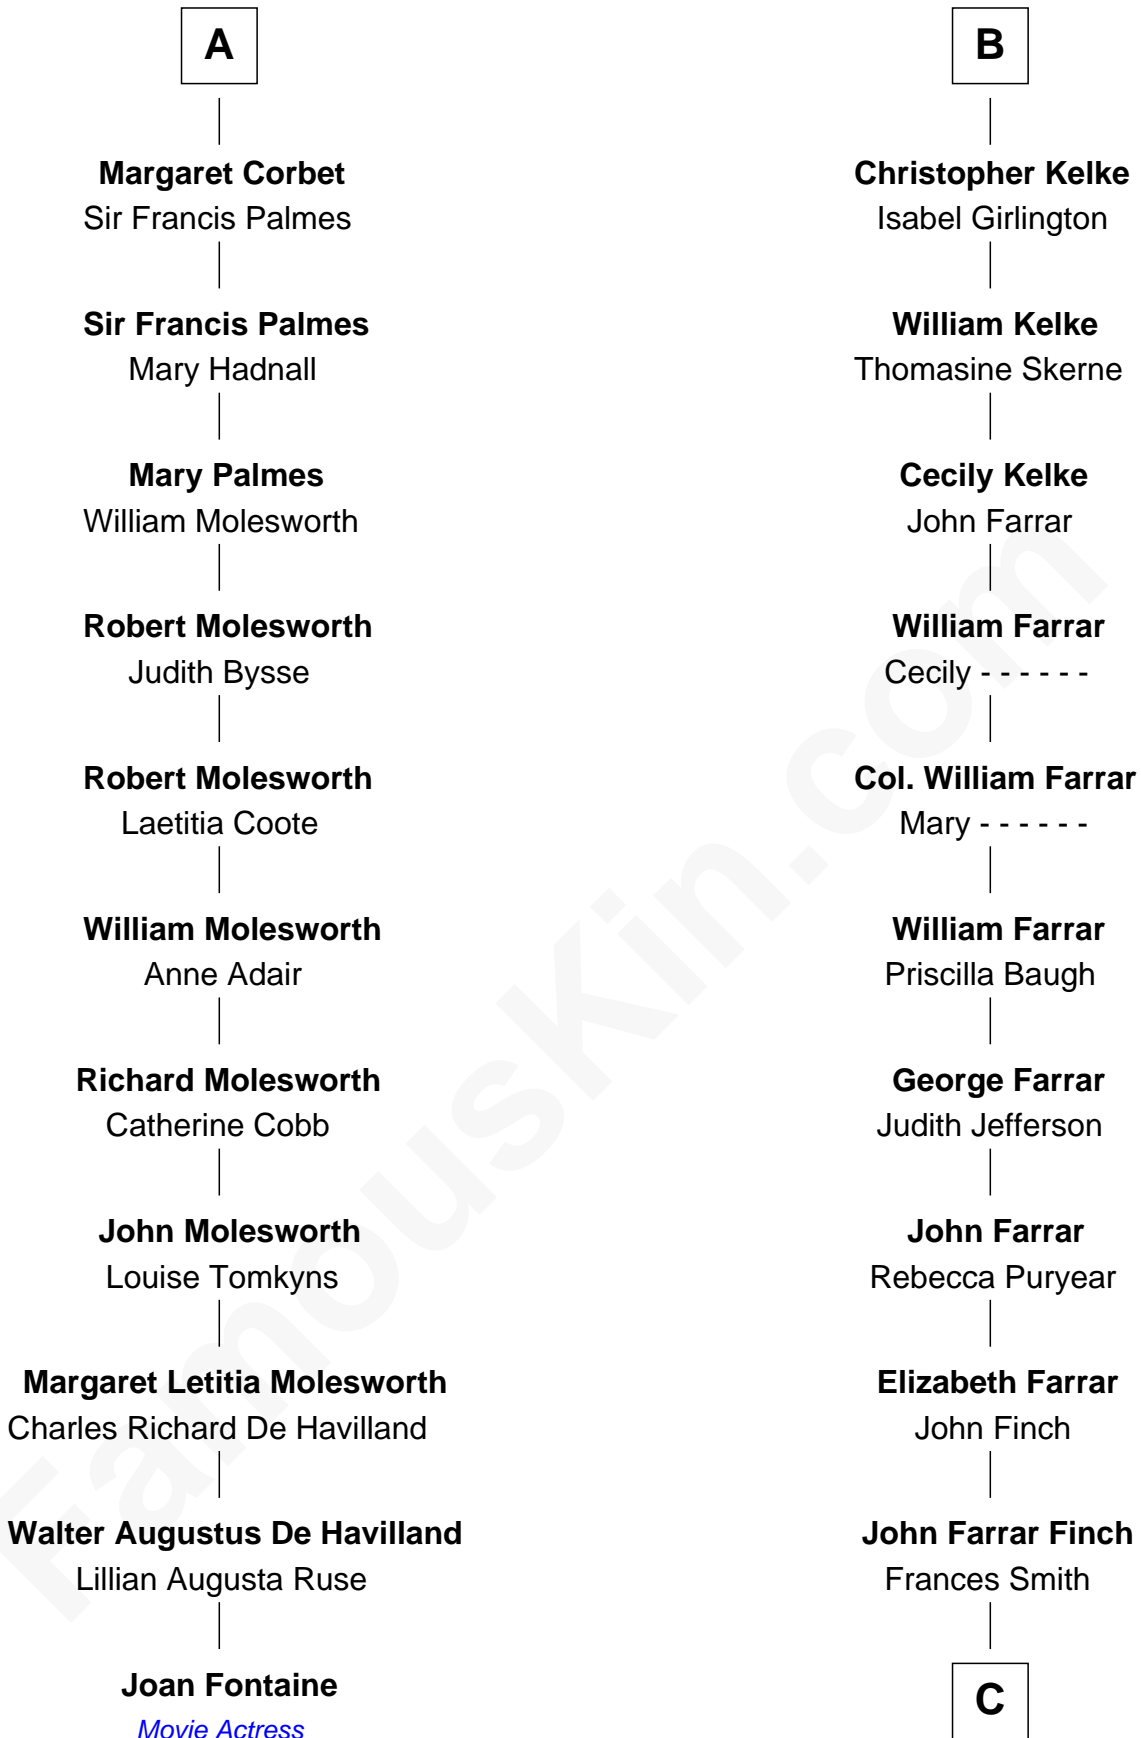 A
Margaret Corbet
Sir Francis Palmes
Sir Francis Palmes
Mary Hadnall
Mary Palmes
William Molesworth
Robert Molesworth
Judith Bysse
Robert Molesworth
Laetitia Coote
William Molesworth
Anne Adair
Richard Molesworth
Catherine Cobb
John Molesworth
Louise Tomkyns
Margaret Letitia Molesworth
Charles Richard De Havilland
Walter Augustus De Havilland
Lillian Augusta Ruse
Joan Fontaine
Movie Actress
B
Christopher Kelke
Isabel Girlington
William Kelke
Thomasine Skerne
Cecily Kelke
John Farrar
William Farrar
Cecily - - - - - -
Col. William Farrar
Mary - - - - - -
William Farrar
Priscilla Baugh
George Farrar
Judith Jefferson
John Farrar
Rebecca Puryear
Elizabeth Farrar
John Finch
John Farrar Finch
Frances Smith
C
FamousKin.com